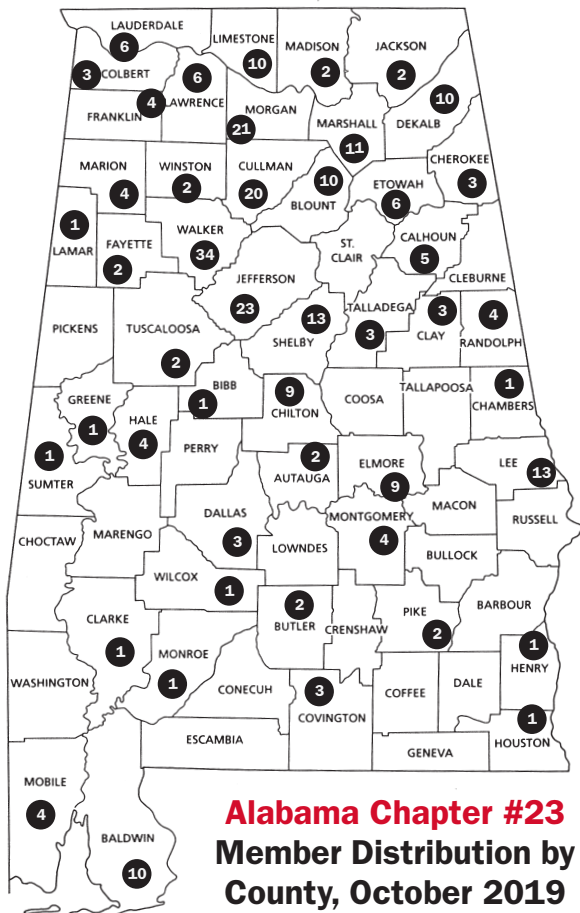 LAUDERDALE
6
LIMESTONE
10
MADISON
2
JACKSON
2
3
COLBERT
6
LAWRENCE
4
FRANKLIN
MORGAN
21
MARSHALL
11
10
DEKALB
CHEROKEE
3
MARION
4
WINSTON
2
CULLMAN
20
10
BLOUNT
ETOWAH
6
1
LAMAR
FAYETTE
2
WALKER
34
ST.
CLAIR
CALHOUN
5
CLEBURNE
JEFFERSON
23
13
SHELBY
TALLADEGA
3
3
CLAY
4
RANDOLPH
PICKENS
TUSCALOOSA
2
BIBB
1
9
CHILTON
COOSA
TALLAPOOSA
1
CHAMBERS
GREENE
1
HALE
4
1
SUMTER
PERRY
2
AUTAUGA
ELMORE
9
LEE
13
MACON
RUSSELL
CHOCTAW
MARENGO
DALLAS
3
LOWNDES
MONTGOMERY
4
BULLOCK
WILCOX
1
2
BUTLER
CRENSHAW
PIKE
2
BARBOUR
CLARKE
1
MONROE
1
WASHINGTON
CONECUH
3
COVINGTON
COFFEE
DALE
1
HENRY
1
HOUSTON
ESCAMBIA
GENEVA
MOBILE
4
BALDWIN
10
Alabama Chapter #23
Member Distribution by
County, October 2019